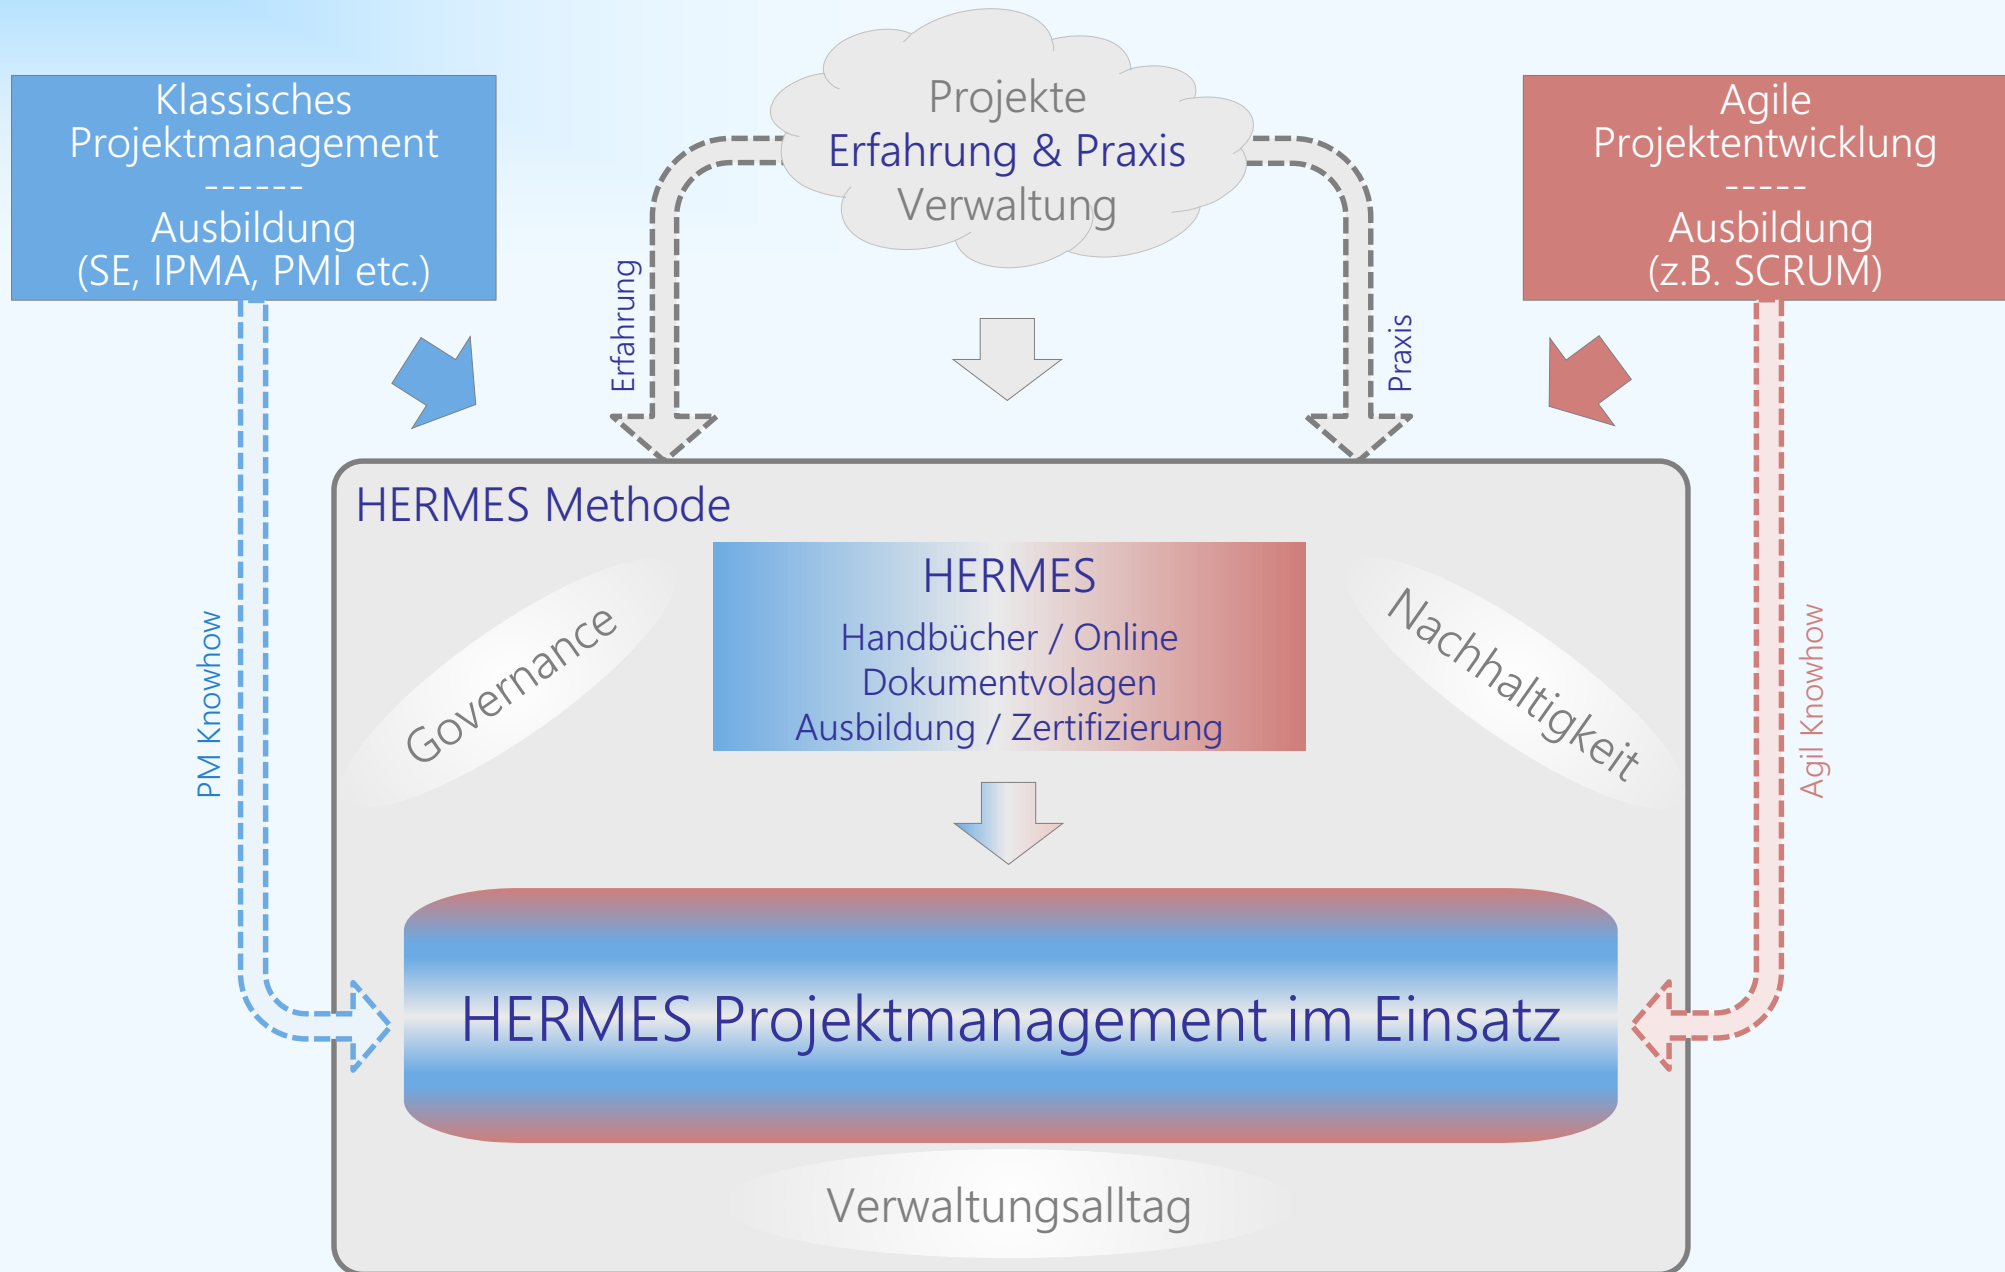 Klassisches
Projektmanagement
------
Ausbildung
(SE, IPMA, PMI etc.)
Projekte
Erfahrung & Praxis
Verwaltung
Agile
Projektentwicklung
-----
Ausbildung
(z.B. SCRUM)
Erfahrung
Praxis
HERMES Methode
HERMES
Handbücher / Online
Dokumentvolagen
Ausbildung / Zertifizierung
Governance
Nachhaltigkeit
PM Knowhow
Agil Knowhow
HERMES Projektmanagement im Einsatz
Verwaltungsalltag